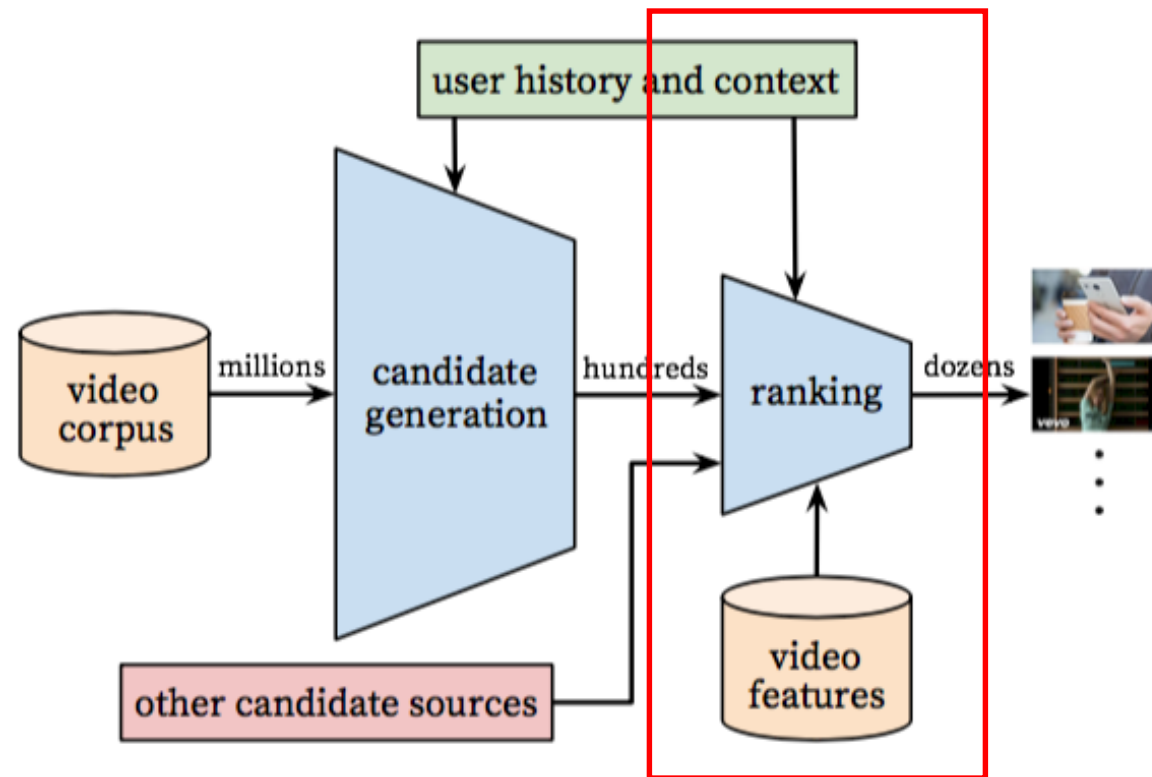 user history and context
millions
video
corpus
candidate
generation
hundreds
ranking
dozens
vevo
other candidate sources
video
features